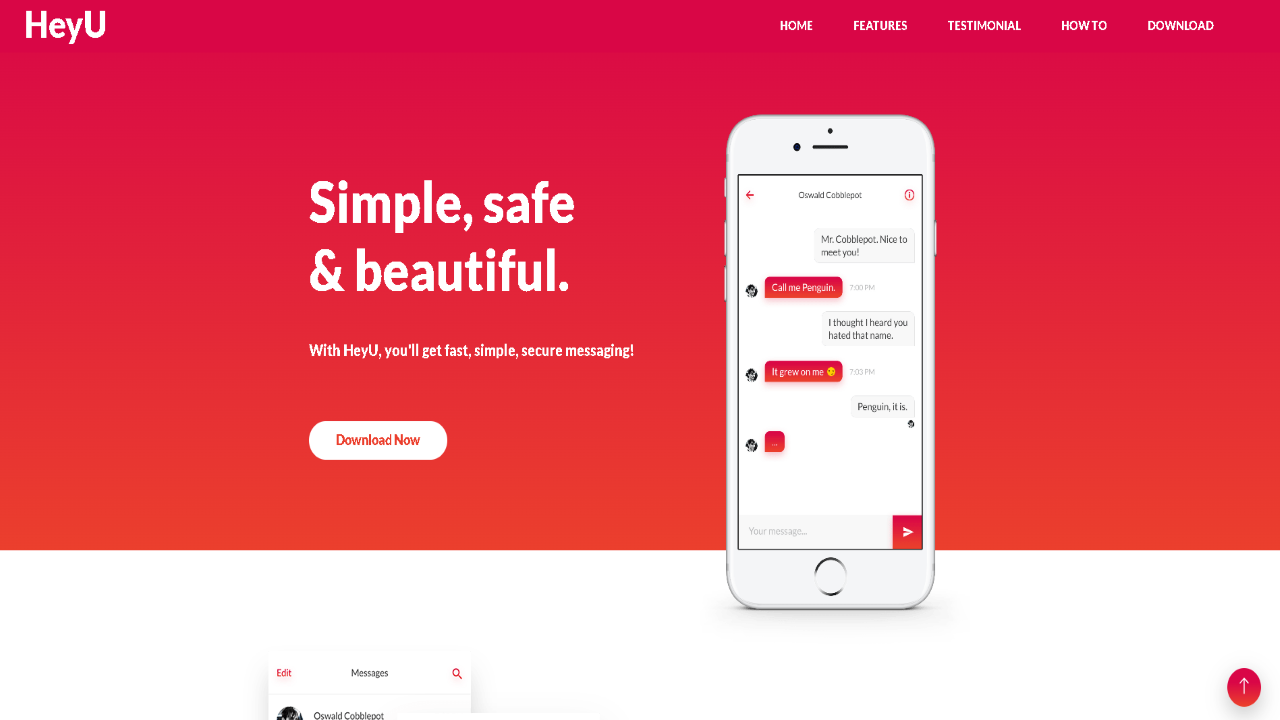 HeyU
HOME
FEATURES
TESTIMONIAL
HOW TO
DOWNLOAD
Simple, safe
& beautiful.
With HeyU, you'll get fast, simple, secure messaging!
Download Now
Oswald Cobblepot
Mr. Cobblepot. Nice to
meet you!
Call me Penguin.
7:00 PM
I thought I heard you
hated that name.
It grew on me 😏
7:03 PM
Penguin, it is.
...
Your message...
Edit
Messages
Oswald Cobblepot